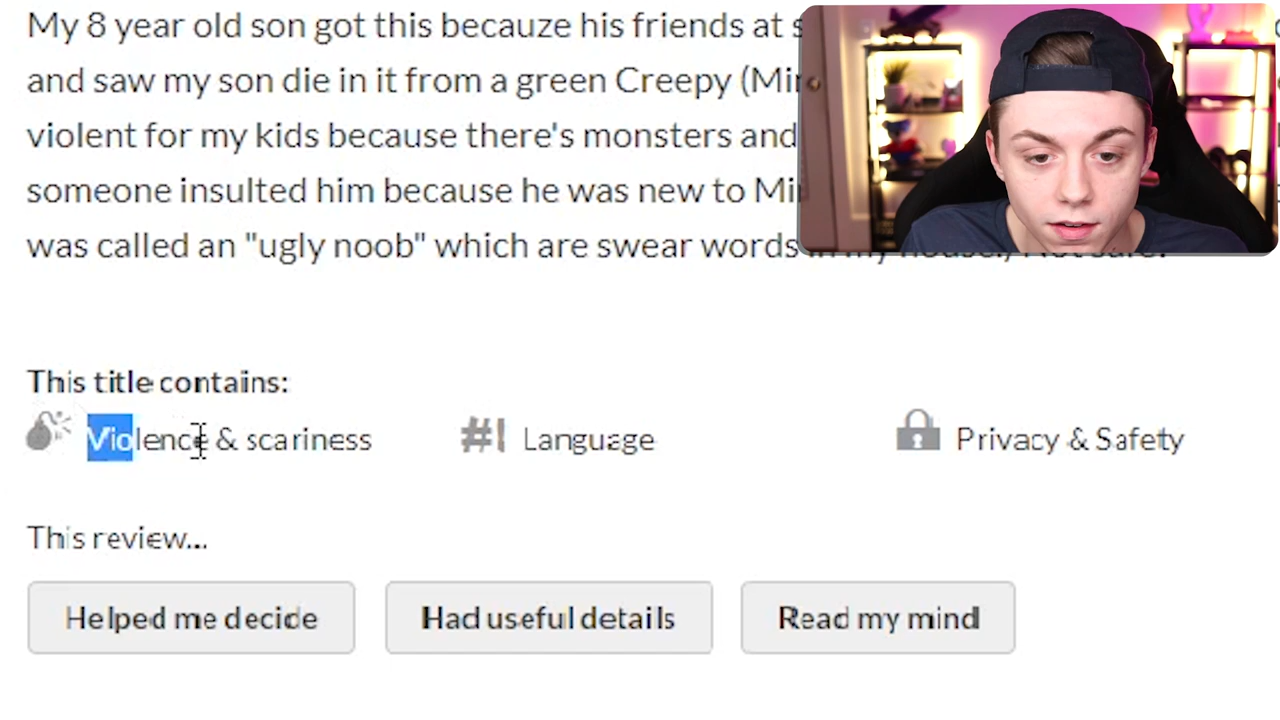 My 8 year old son got this becauze his friends at
and saw my son die in it from a green Creepy
violent for my kids because there's monsters and
someone insulted him because he was new to
was called an "ugly noob" which are swear words in my house,
This title contains:
Violence & scariness #! Language Privacy & Safety
This review...
Helped me decide Had useful details Read my mind